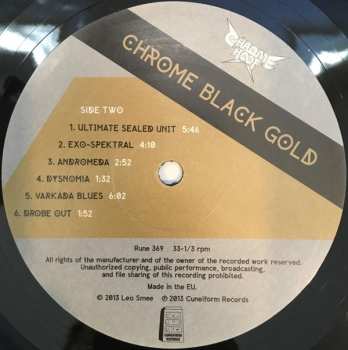 CHROME HOOF
CHROME BLACK GOLD
SIDE TWO
1. ULTIMATE SEALED UNIT 5:46
2. EXO-SPEKTRAL 4:10
3. ANDROMEDA 2:52
4. DYSNOMIA 1:32
5. VARKADA BLUES 6:02
6. DROBE OUT 1:52
Rune 369 33-1/3 rpm
All rights of the manufacturer and of the owner of the recorded work reserved.
Unauthorized copying, public performance, broadcasting,
and file sharing of this recording prohibited.
Made in the EU.
© 2013 Leo Smee ℗ 2013 Cuneiform Records